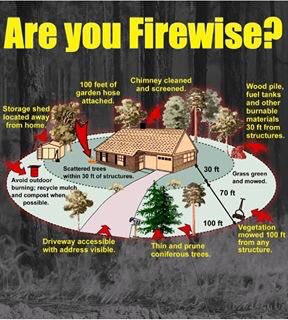 Are you Firewise?
100 feet of
garden hose
attached.
Chimney cleaned
and screened.
Wood pile,
fuel tanks
and other
burnable
materials
30 ft from
structures.
Storage shed
located away
from home.
Avoid outdoor
burning; recycle mulch
and compost when
possible.
Scattered trees
within 30 ft of structures.
30 ft
Grass green
and mowed.
70 ft
100 ft
Vegetation
mowed 100 ft
from any
structure.
Driveway accessible
with address visible.
Thin and prune
coniferous trees.